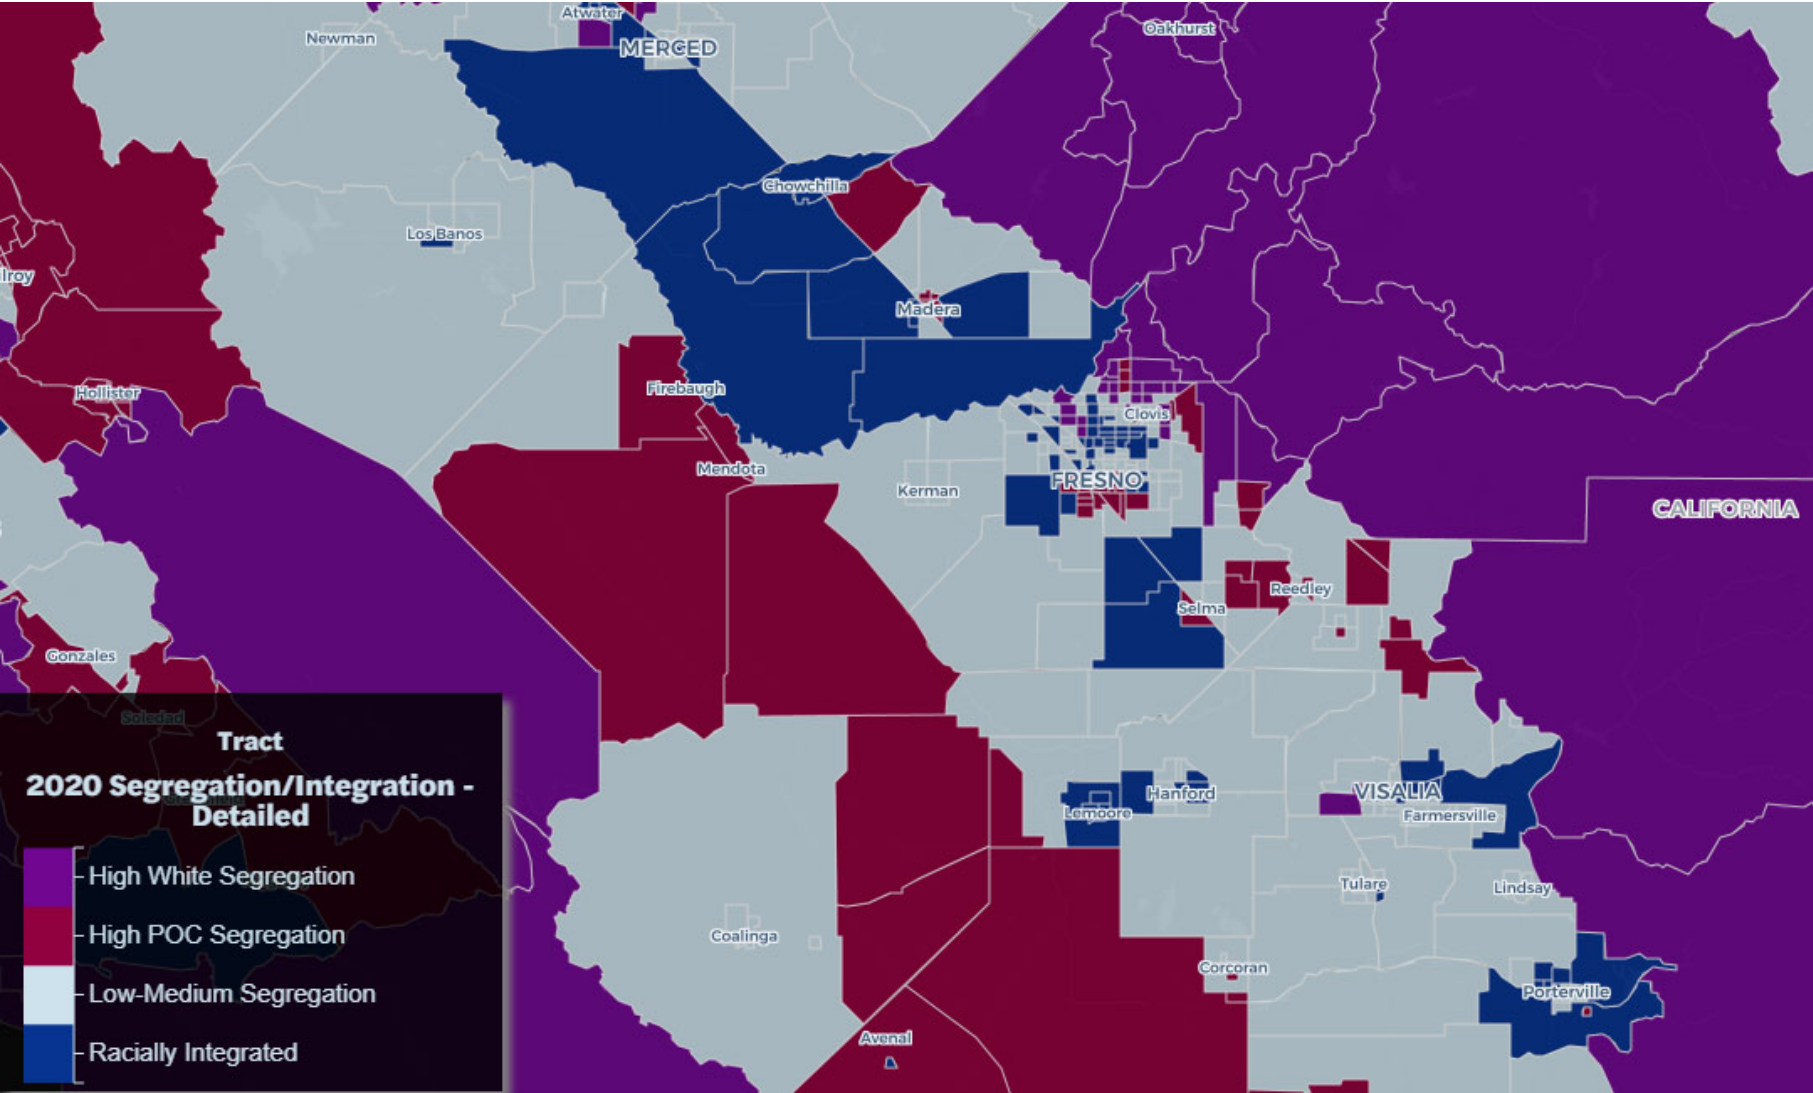 Atwater
Newman
MERCED
Oakhurst
Chowchilla
Los Banos
lroy
Madera
Firebaugh
Hollister
Clovis
Mendota
FRESNO
Kerman
CALIFORNIA
Reedley
Selma
Gonzales
Soledad
Tract
2020 Segregation/Integration -
Detailed
High White Segregation
High POC Segregation
Low-Medium Segregation
Racially Integrated
VISALIA
Hanford
Lemoore
Farmersville
Tulare
Lindsay
Coalinga
Corcoran
Porterville
Avenal